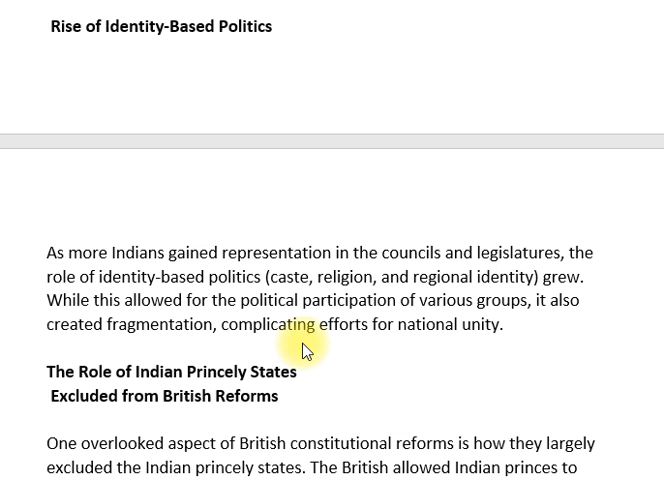 Rise of Identity-Based Politics
As more Indians gained representation in the councils and legislatures, the
role of identity-based politics (caste, religion, and regional identity) grew.
While this allowed for the political participation of various groups, it also
created fragmentation, complicating efforts for national unity.
The Role of Indian Princely States
Excluded from British Reforms
One overlooked aspect of British constitutional reforms is how they largely
excluded the Indian princely states. The British allowed Indian princes to